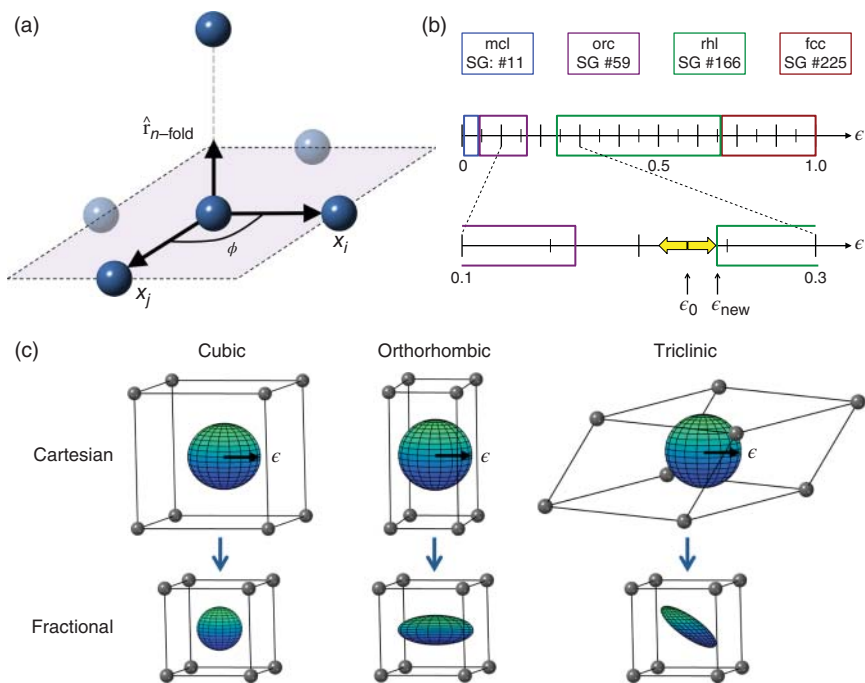 (a)
r̂n–fold
ϕ
xi
xj
(b)
mcl
SG: #11
orc
SG #59
rhl
SG #166
fcc
SG #225
ϵ
0
0.5
1.0
ϵ
0.1
0.3
ϵ0
ϵnew
(c)
Cubic
Orthorhombic
Triclinic
Cartesian
ϵ
ϵ
ϵ
Fractional